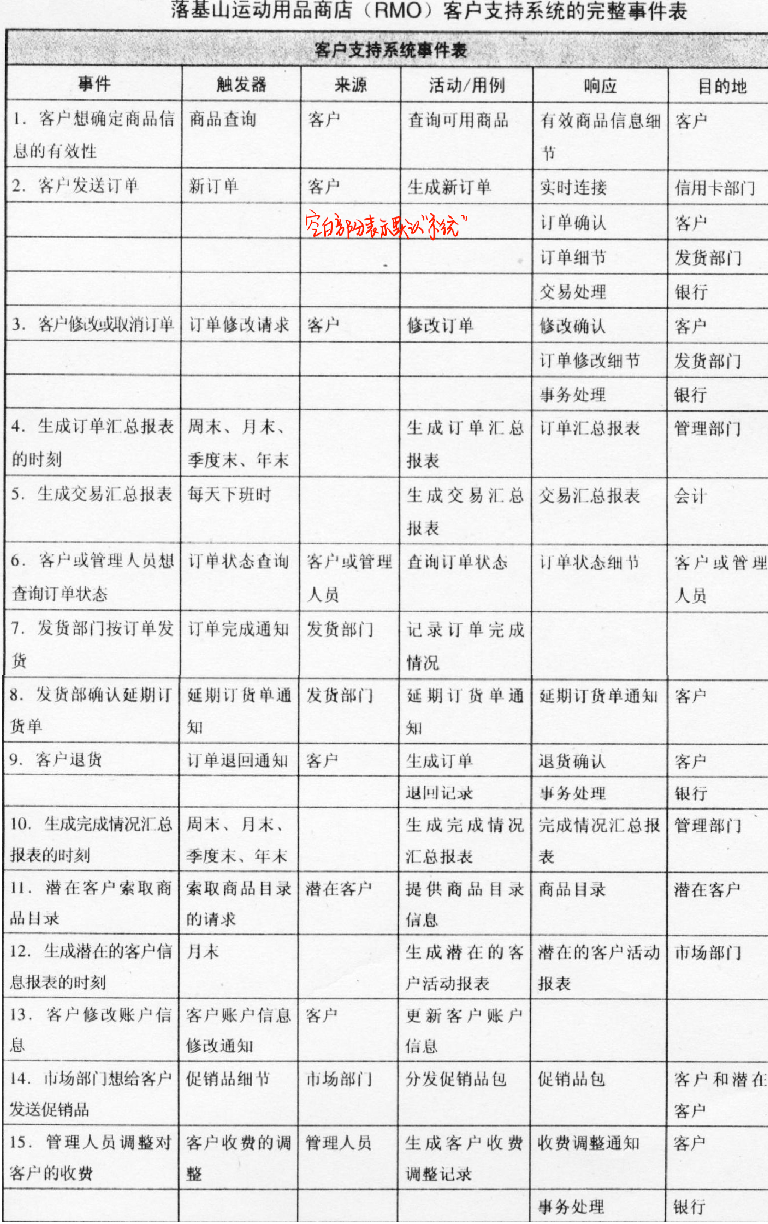 落基山运动用品商店（RMO）客户支持系统的完整事件表
客户支持系统事件表
事件 触发器 来源 活动/用例 响应 目的地
1．客户想确定商品信 商品查询 客户 查询可用商品 有效商品信息细 客户
息的有效性 节
2．客户发送订单 新订单 客户 生成新订单 实时连接 信用卡部门
空白部分表示默认“系统” 订单确认 客户
订单细节 发货部门
交易处理 银行
3．客户修改或取消订单 订单修改请求 客户 修改订单 修改确认 客户
订单修改细节 发货部门
事务处理 银行
4．生成订单汇总报表 周末、月末、 生成订单汇总 订单汇总报表 管理部门
的时刻 季度末、年末 报表
5．生成交易汇总报表 每天下班时 生成交易汇总 交易汇总报表 会计
报表
6．客户或管理人员想 订单状态查询 客户或管理 查询订单状态 订单状态细节 客户或管理
查询订单状态 人员 人员
7．发货部门按订单发 订单完成通知 发货部门 记录订单完成
货 情况
8．发货部确认延期订 延期订货单通 发货部门 延期订货单通 延期订货单通知 客户
货单 知 知
9．客户退货 订单退回通知 客户 生成订单 退货确认 客户
退回记录 事务处理 银行
10．生成完成情况汇总 周末、月末、 生成完成情况 完成情况汇总报 管理部门
报表的时刻 季度末、年末 汇总报表 表
11．潜在客户索取商 索取商品目录 潜在客户 提供商品目录 商品目录 潜在客户
品目录 的请求 信息
12．生成潜在的客户信 月末 生成潜在的客 潜在的客户活动 市场部门
息报表的时刻 户活动报表 报表
13．客户修改账户信 客户账户信息 客户 更新客户账户
息 修改通知 信息
14．市场部门想给客户 促销品细节 市场部门 分发促销品包 促销品包 客户和潜在
发送促销品 客户
15．管理人员调整对 客户收费的调 管理人员 生成客户收费 收费调整通知 客户
客户的收费 整 调整记录
事务处理 银行